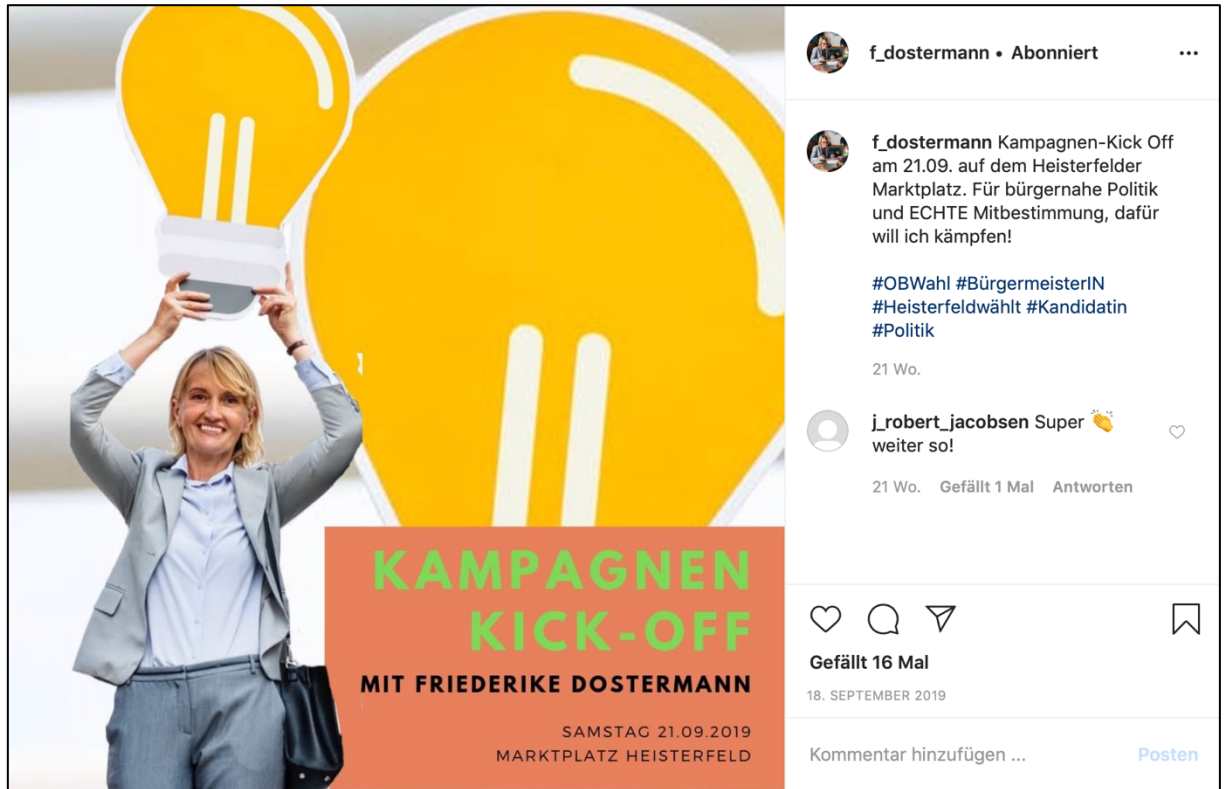 KAMPAGNEN
KICK-OFF
MIT FRIEDERIKE DOSTERMANN
SAMSTAG 21.09.2019
MARKTPLATZ HEISTERFELD
f_dostermann • Abonniert
f_dostermann Kampagnen-Kick Off
am 21.09. auf dem Heisterfelder
Marktplatz. Für bürgernahe Politik
und ECHTE Mitbestimmung, dafür
will ich kämpfen!
#OBWahl #BürgermeisterIN
#Heisterfeldwählt #Kandidatin
#Politik
21 Wo.
j_robert_jacobsen Super 👏
weiter so!
21 Wo. Gefällt 1 Mal Antworten
Gefällt 16 Mal
18. SEPTEMBER 2019
Kommentar hinzufügen ... Posten